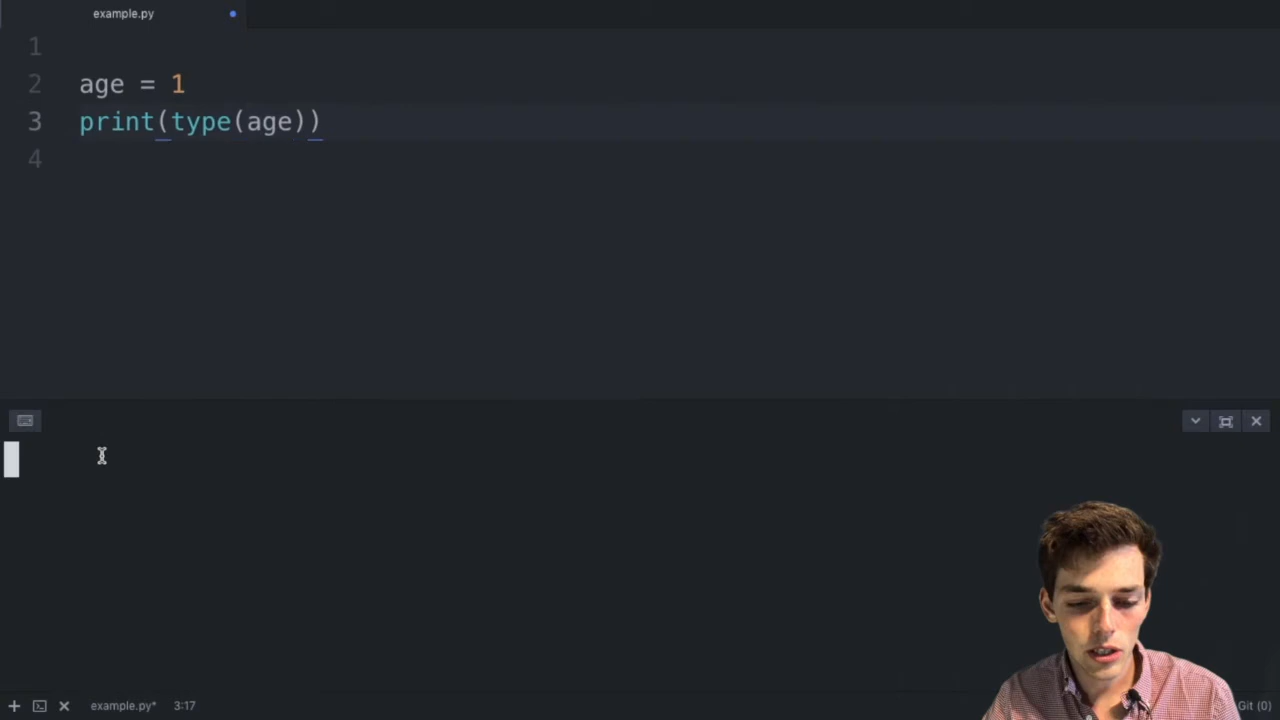 example.py
1
2 age = 1
3 print(type(age))
4
example.py* 3:17 Git (0)